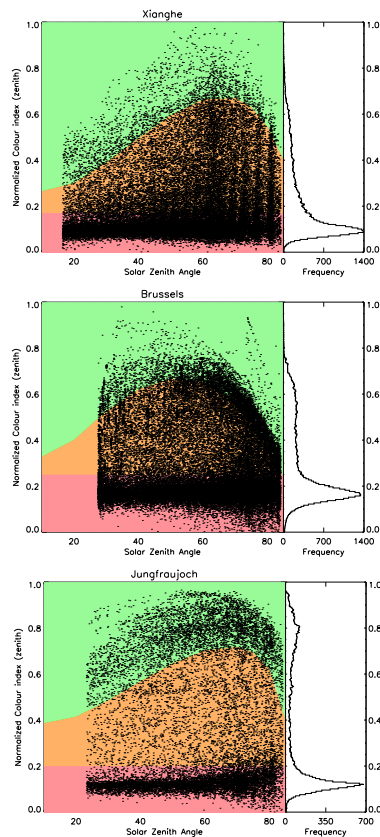 Xianghe
Normalized Colour index (zenith)
1.0
0.8
0.6
0.4
0.2
0.0
20 40 60 80
Solar Zenith Angle
1.0
0.8
0.6
0.4
0.2
0.0
0 700 1400
Frequency
Brussels
Normalized Colour index (zenith)
1.0
0.8
0.6
0.4
0.2
0.0
20 40 60 80
Solar Zenith Angle
1.0
0.8
0.6
0.4
0.2
0.0
0 700 1400
Frequency
Jungfraujoch
Normalized Colour index (zenith)
1.0
0.8
0.6
0.4
0.2
0.0
20 40 60 80
Solar Zenith Angle
1.0
0.8
0.6
0.4
0.2
0.0
0 350 700
Frequency